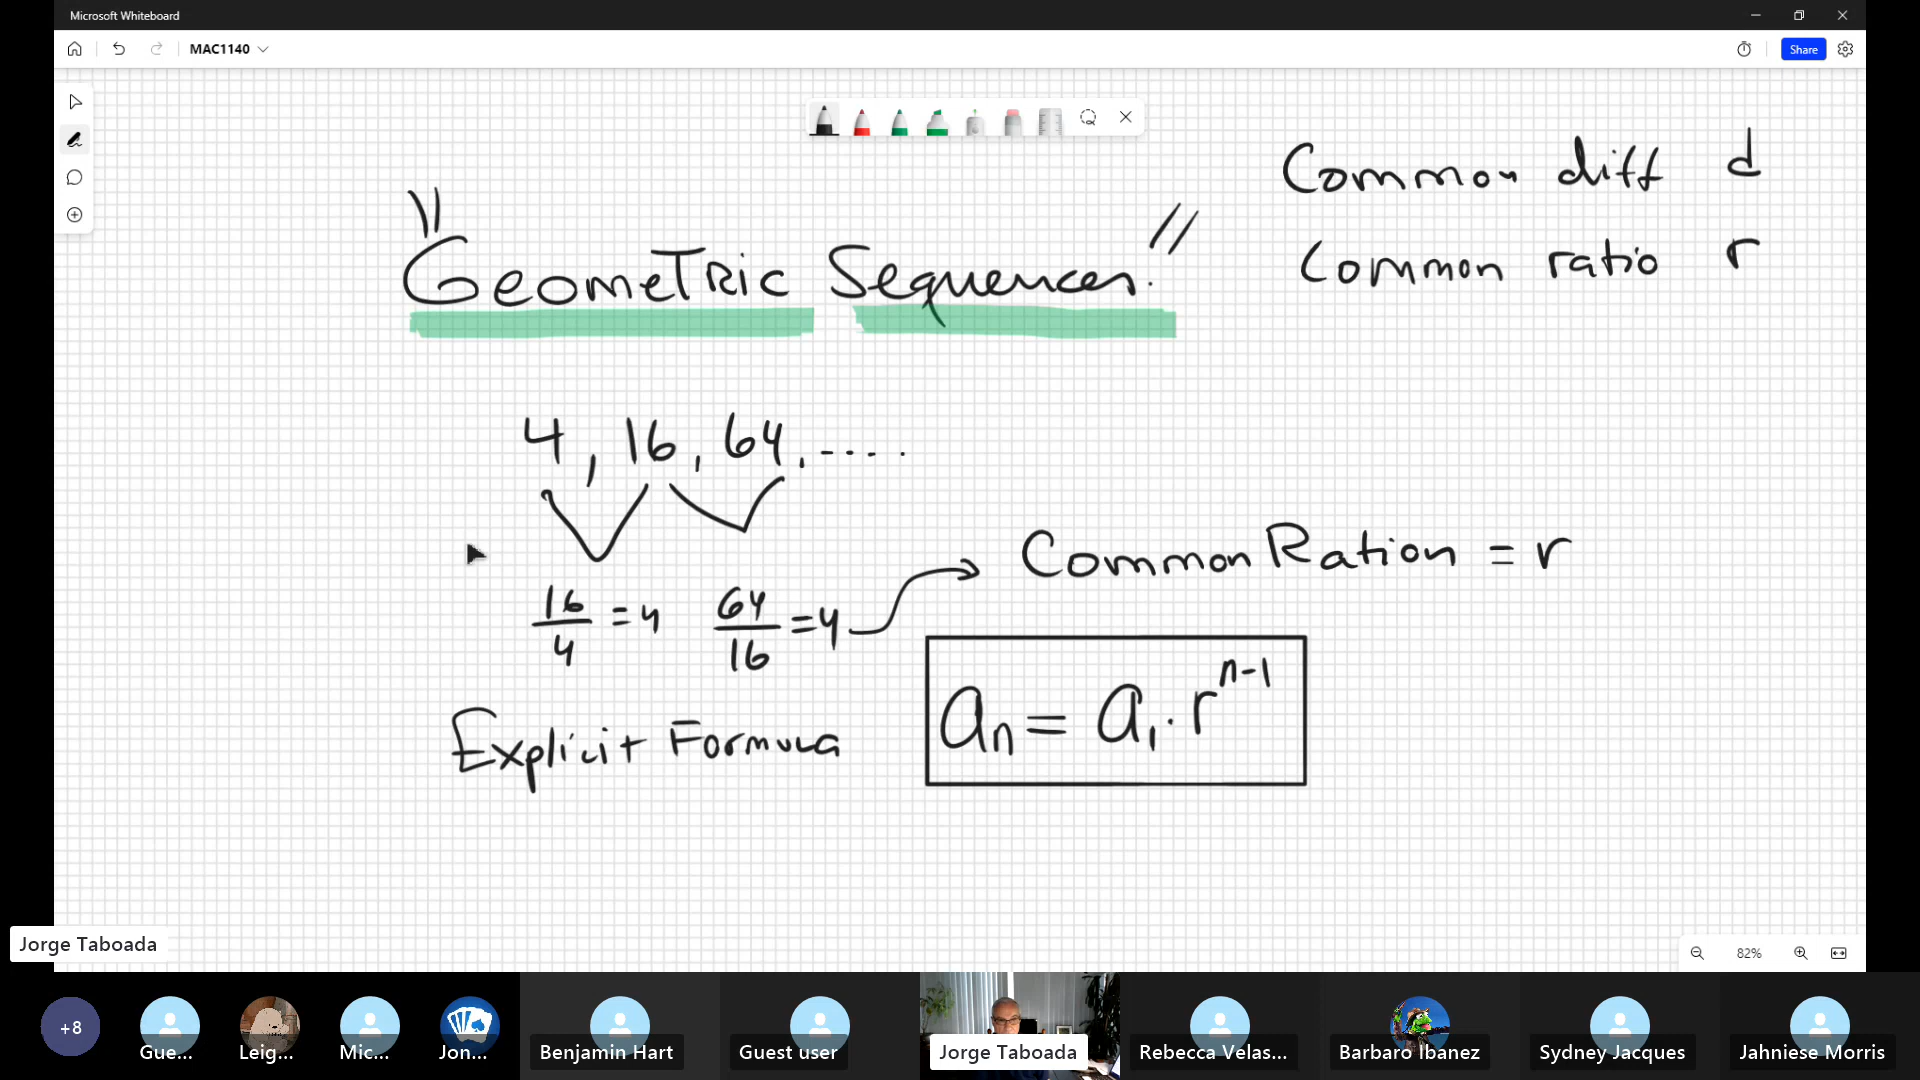 Microsoft Whiteboard
MAC1140
Share
Common diff d
"Geometric Sequences."
Common ratio r
4, 16, 64, .....
Common Ration = r
16/4 = 4 64/16 = 4
Explicit Formula
aₙ = a₁ · rⁿ⁻¹
Jorge Taboada
82%
+8
Gue...
Leig...
Mic...
Jon...
Benjamin Hart
Guest user
Jorge Taboada
Rebecca Velas...
Barbaro Ibanez
Sydney Jacques
Jahniese Morris